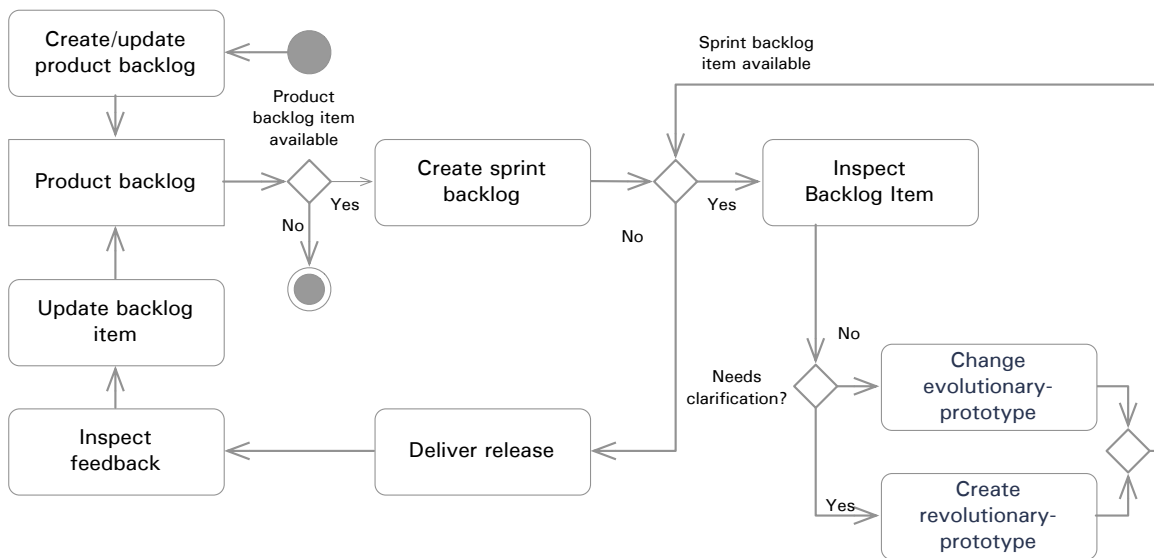 Create/update
product backlog
Sprint backlog
item available
Product
backlog item
available
Product backlog
Create sprint
backlog
Inspect
Backlog Item
Yes
Yes
No
No
Update backlog
item
No
Needs
clarification?
Change
evolutionary-
prototype
Inspect
feedback
Deliver release
Yes
Create
revolutionary-
prototype